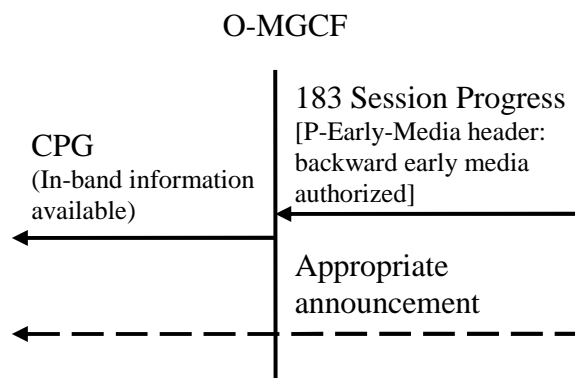 O-MGCF
183 Session Progress
[P-Early-Media header:
backward early media
authorized]
CPG
(In-band information
available)
Appropriate
announcement